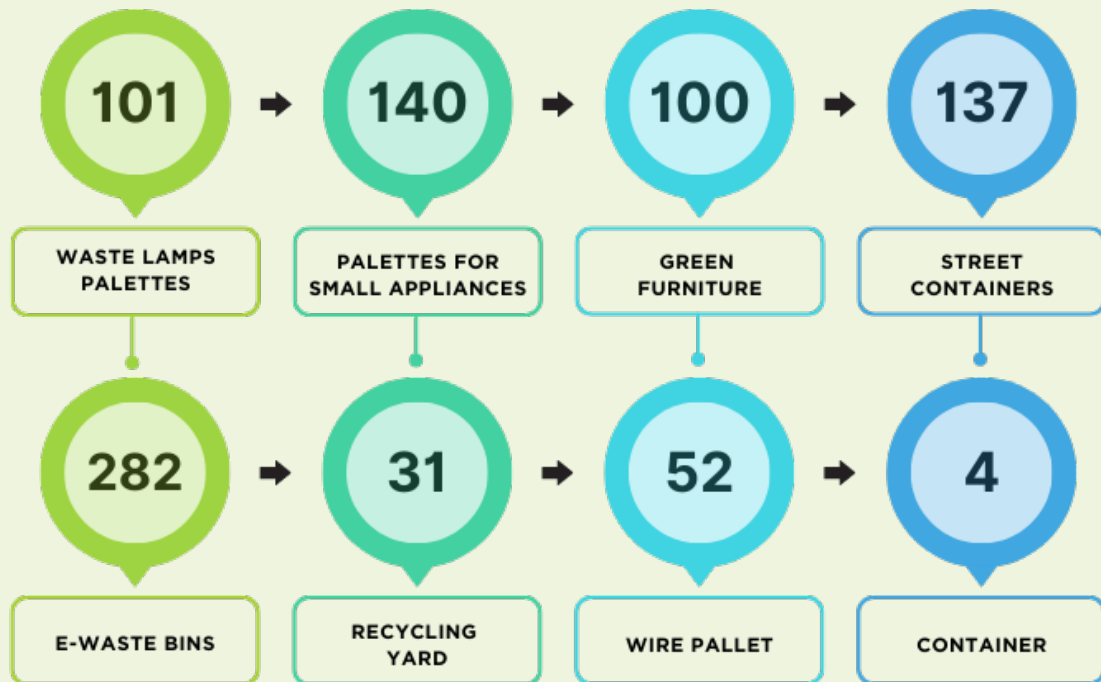 101
140
100
137
WASTE LAMPS
PALETTES
PALETTES FOR
SMALL APPLIANCES
GREEN
FURNITURE
STREET
CONTAINERS
282
31
52
4
E-WASTE BINS
RECYCLING
YARD
WIRE PALLET
CONTAINER